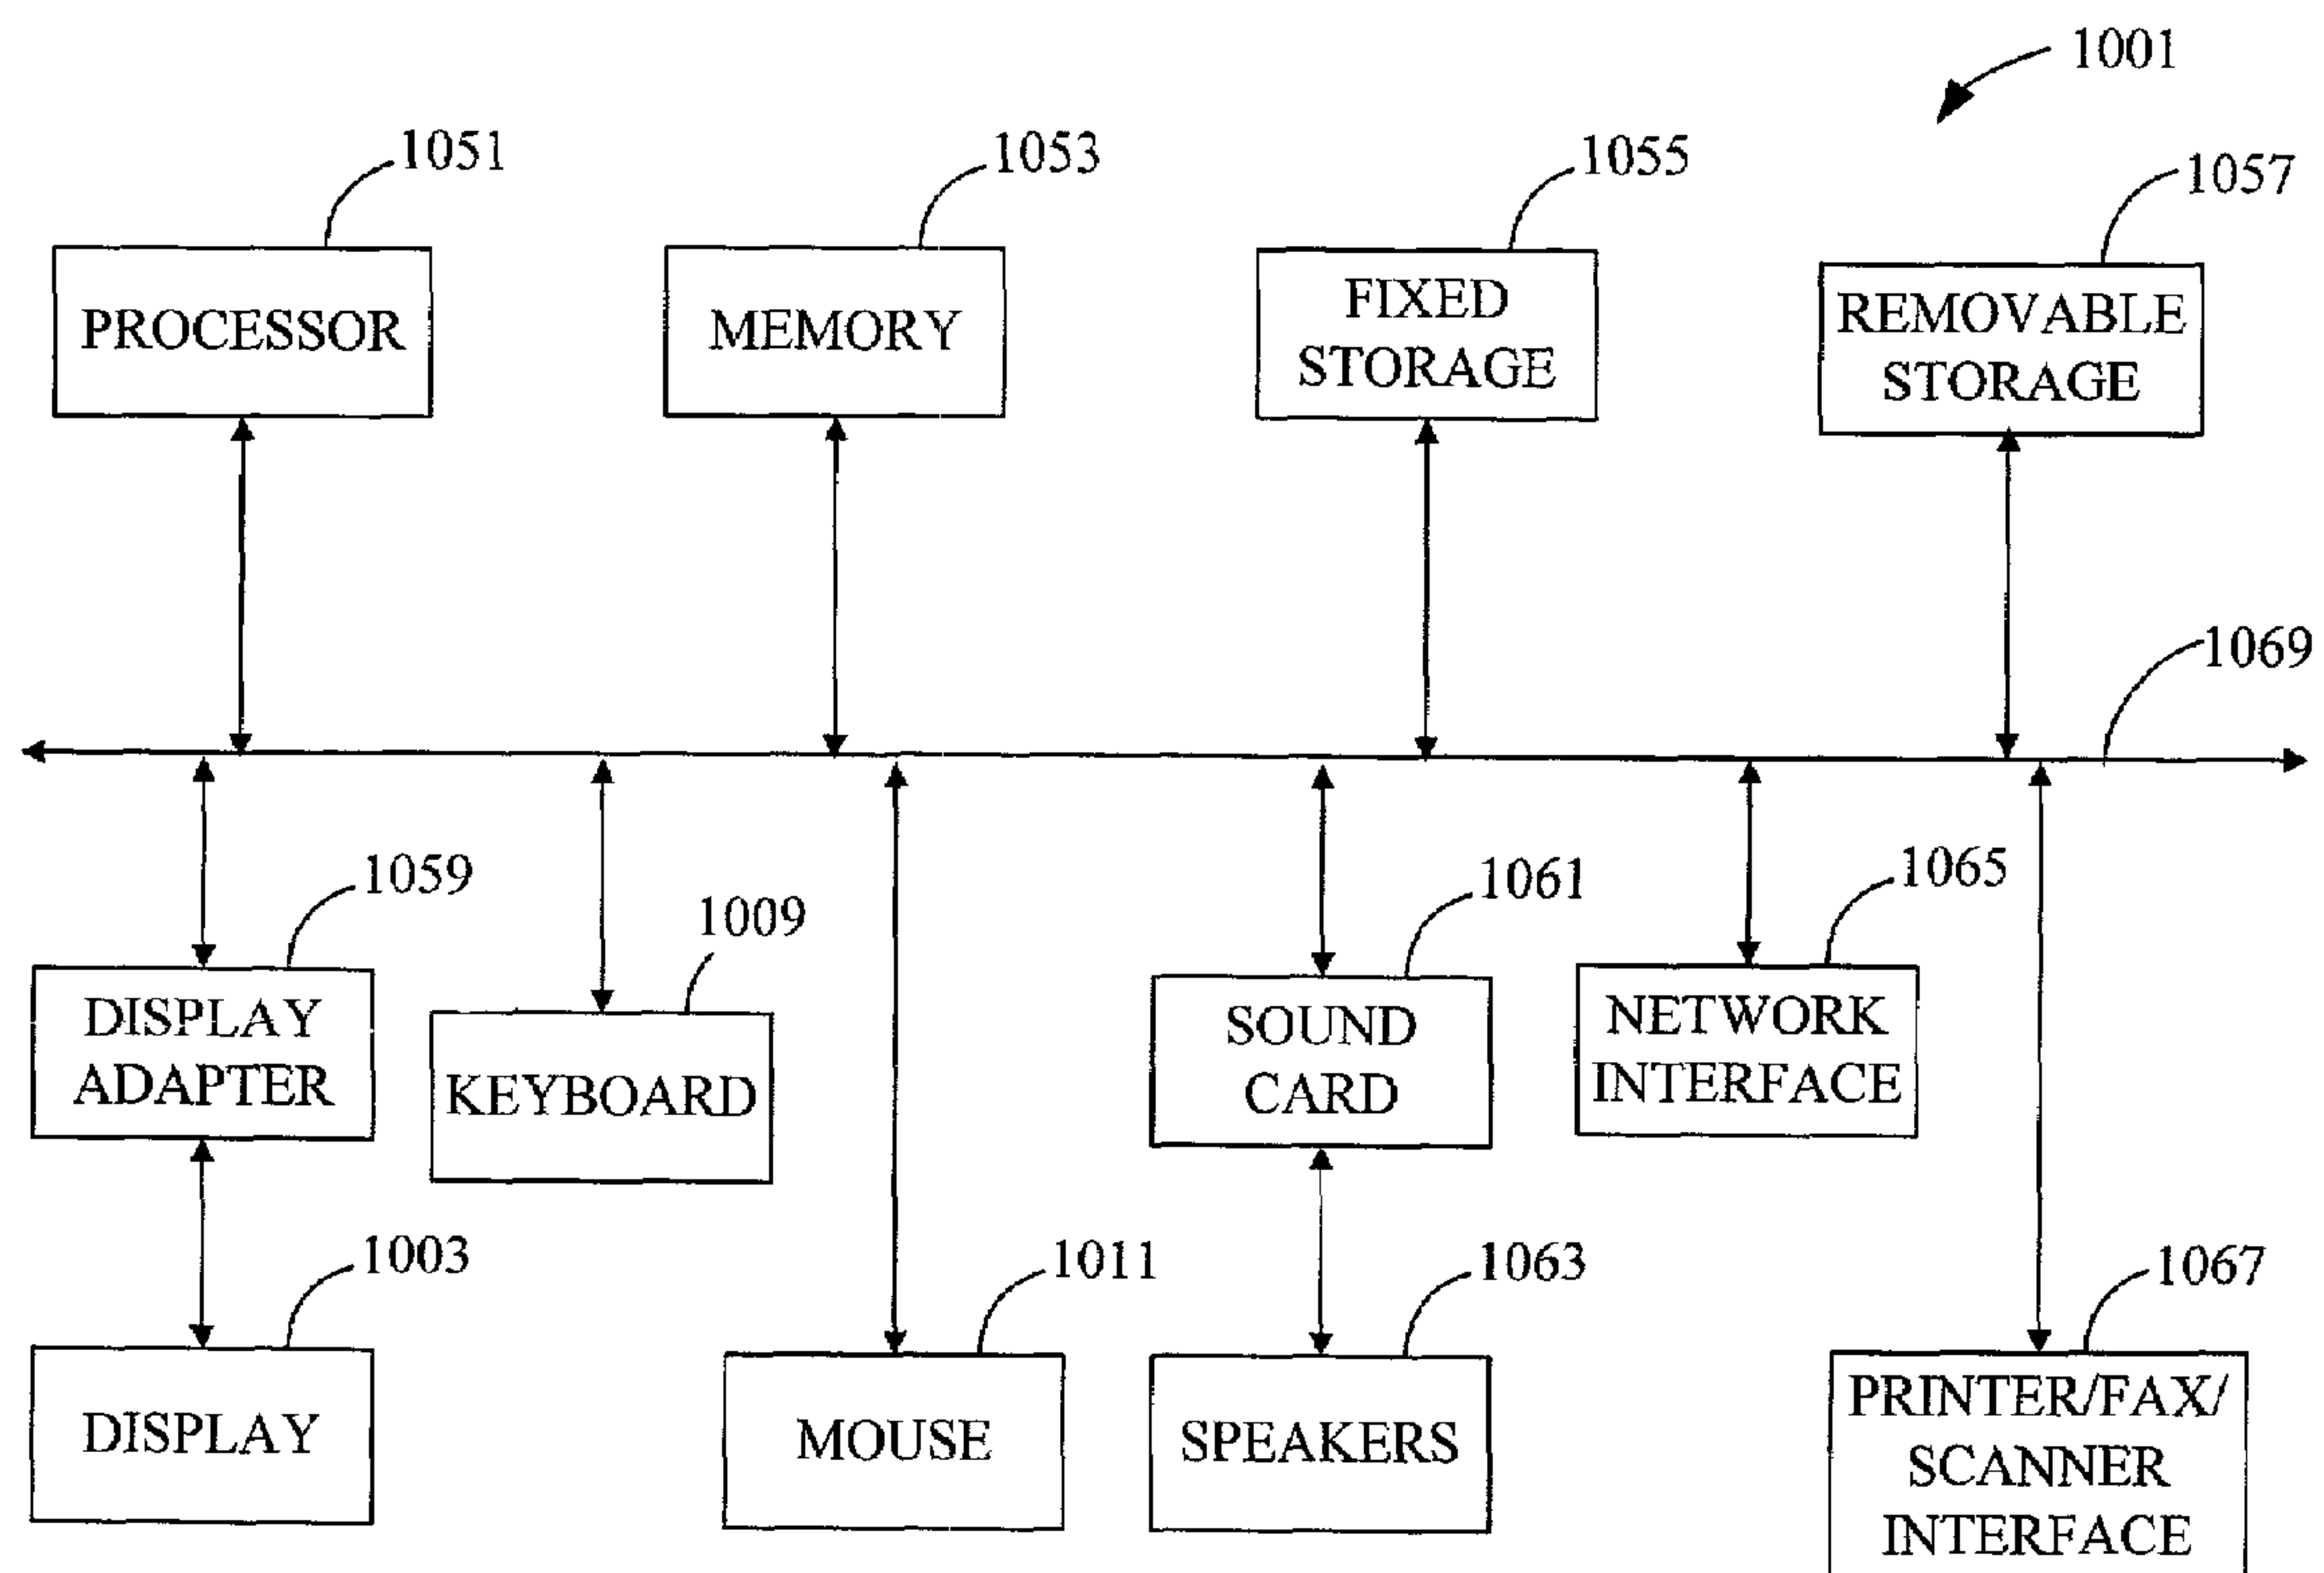 1001
1051
1053
1055
1057
PROCESSOR
MEMORY
FIXED
STORAGE
REMOVABLE
STORAGE
1069
1059
1009
1061
1065
DISPLAY
ADAPTER
KEYBOARD
SOUND
CARD
NETWORK
INTERFACE
1003
1011
1063
1067
DISPLAY
MOUSE
SPEAKERS
PRINTER/FAX/
SCANNER
INTERFACE